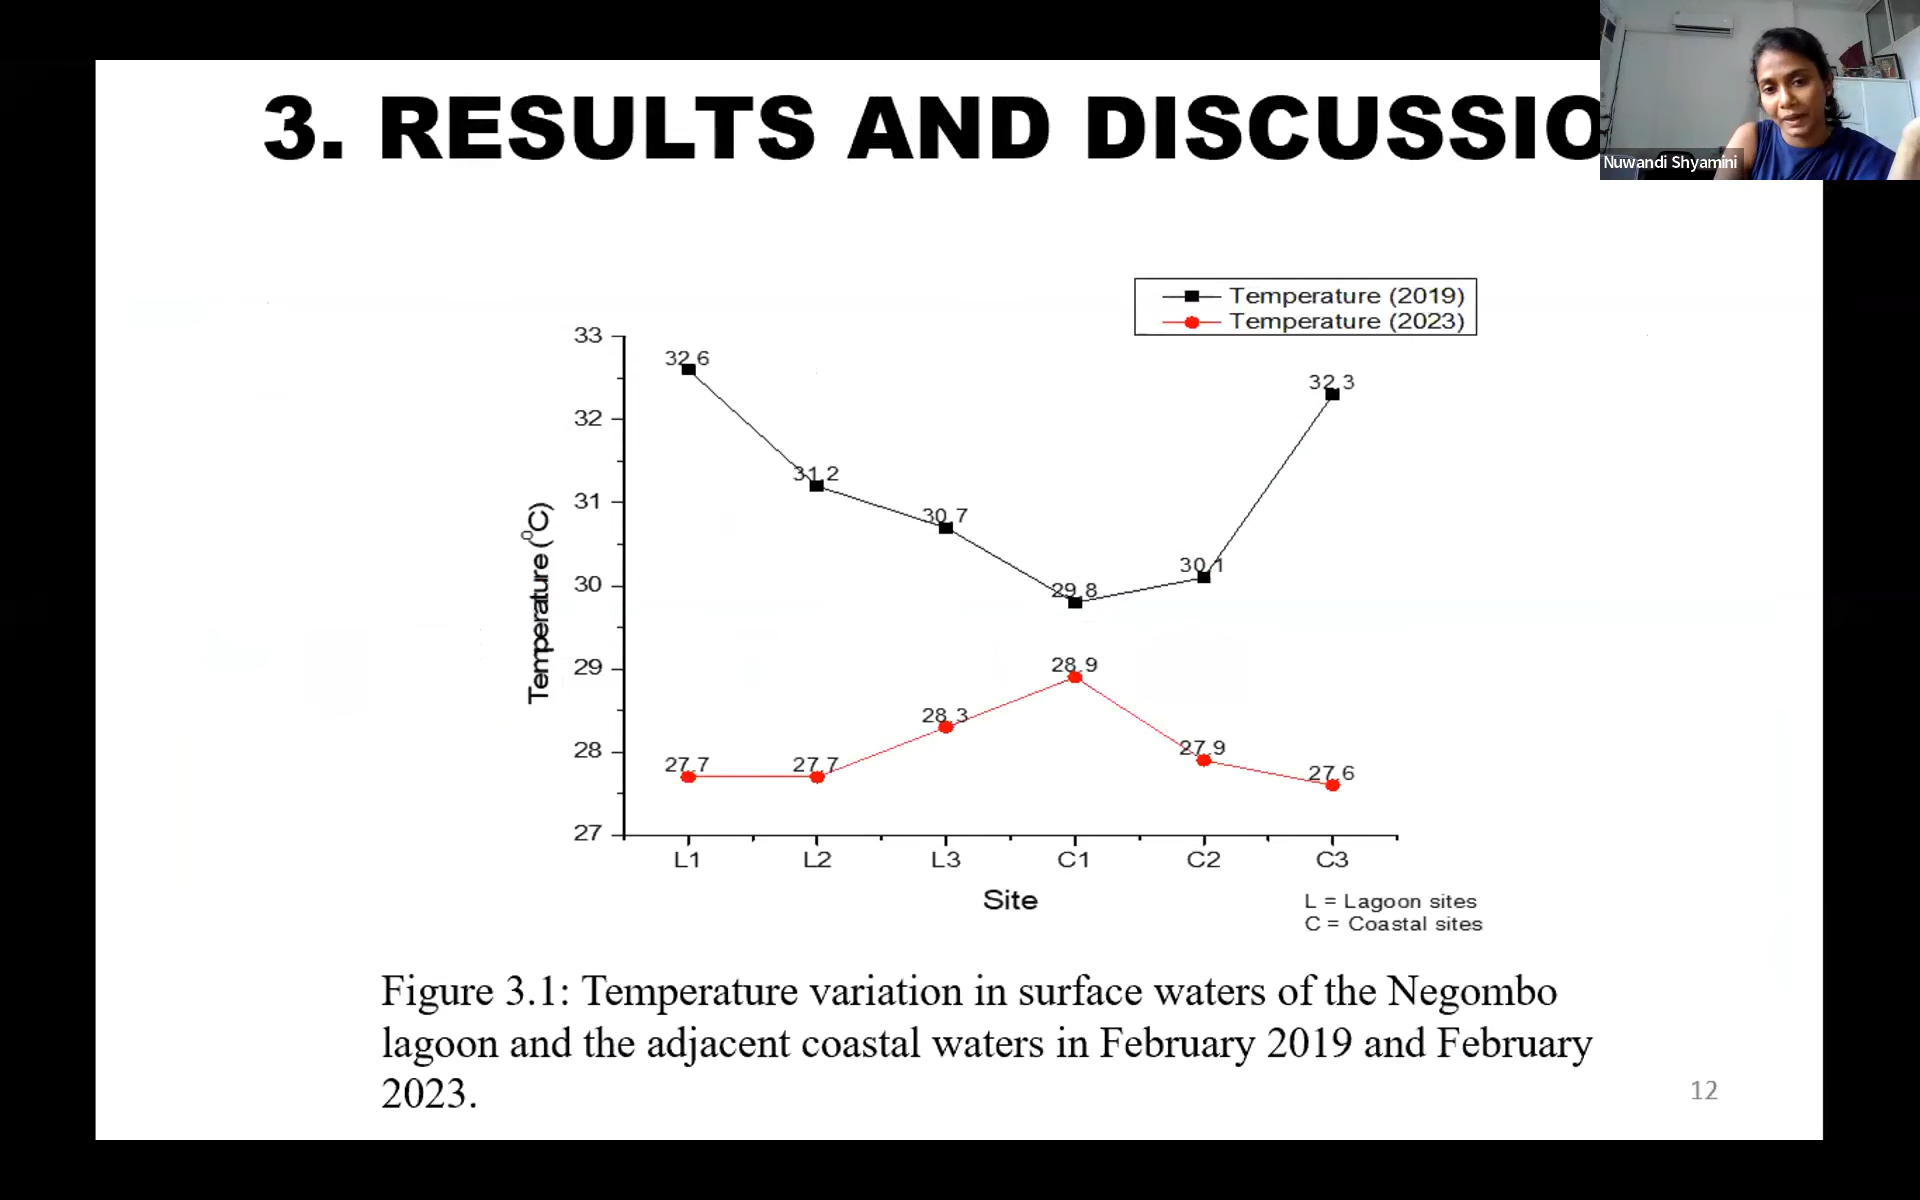 3. RESULTS AND DISCUSSIO
Nuwandi Shyamini
Temperature (2019)
Temperature (2023)
33
32
31
30
29
28
27
Temperature (⁰C)
32.6
31.2
30.7
29.8
30.1
32.3
27.7
27.7
28.3
28.9
27.9
27.6
L1 L2 L3 C1 C2 C3
Site
L = Lagoon sites
C = Coastal sites
Figure 3.1: Temperature variation in surface waters of the Negombo
lagoon and the adjacent coastal waters in February 2019 and February
2023.
12